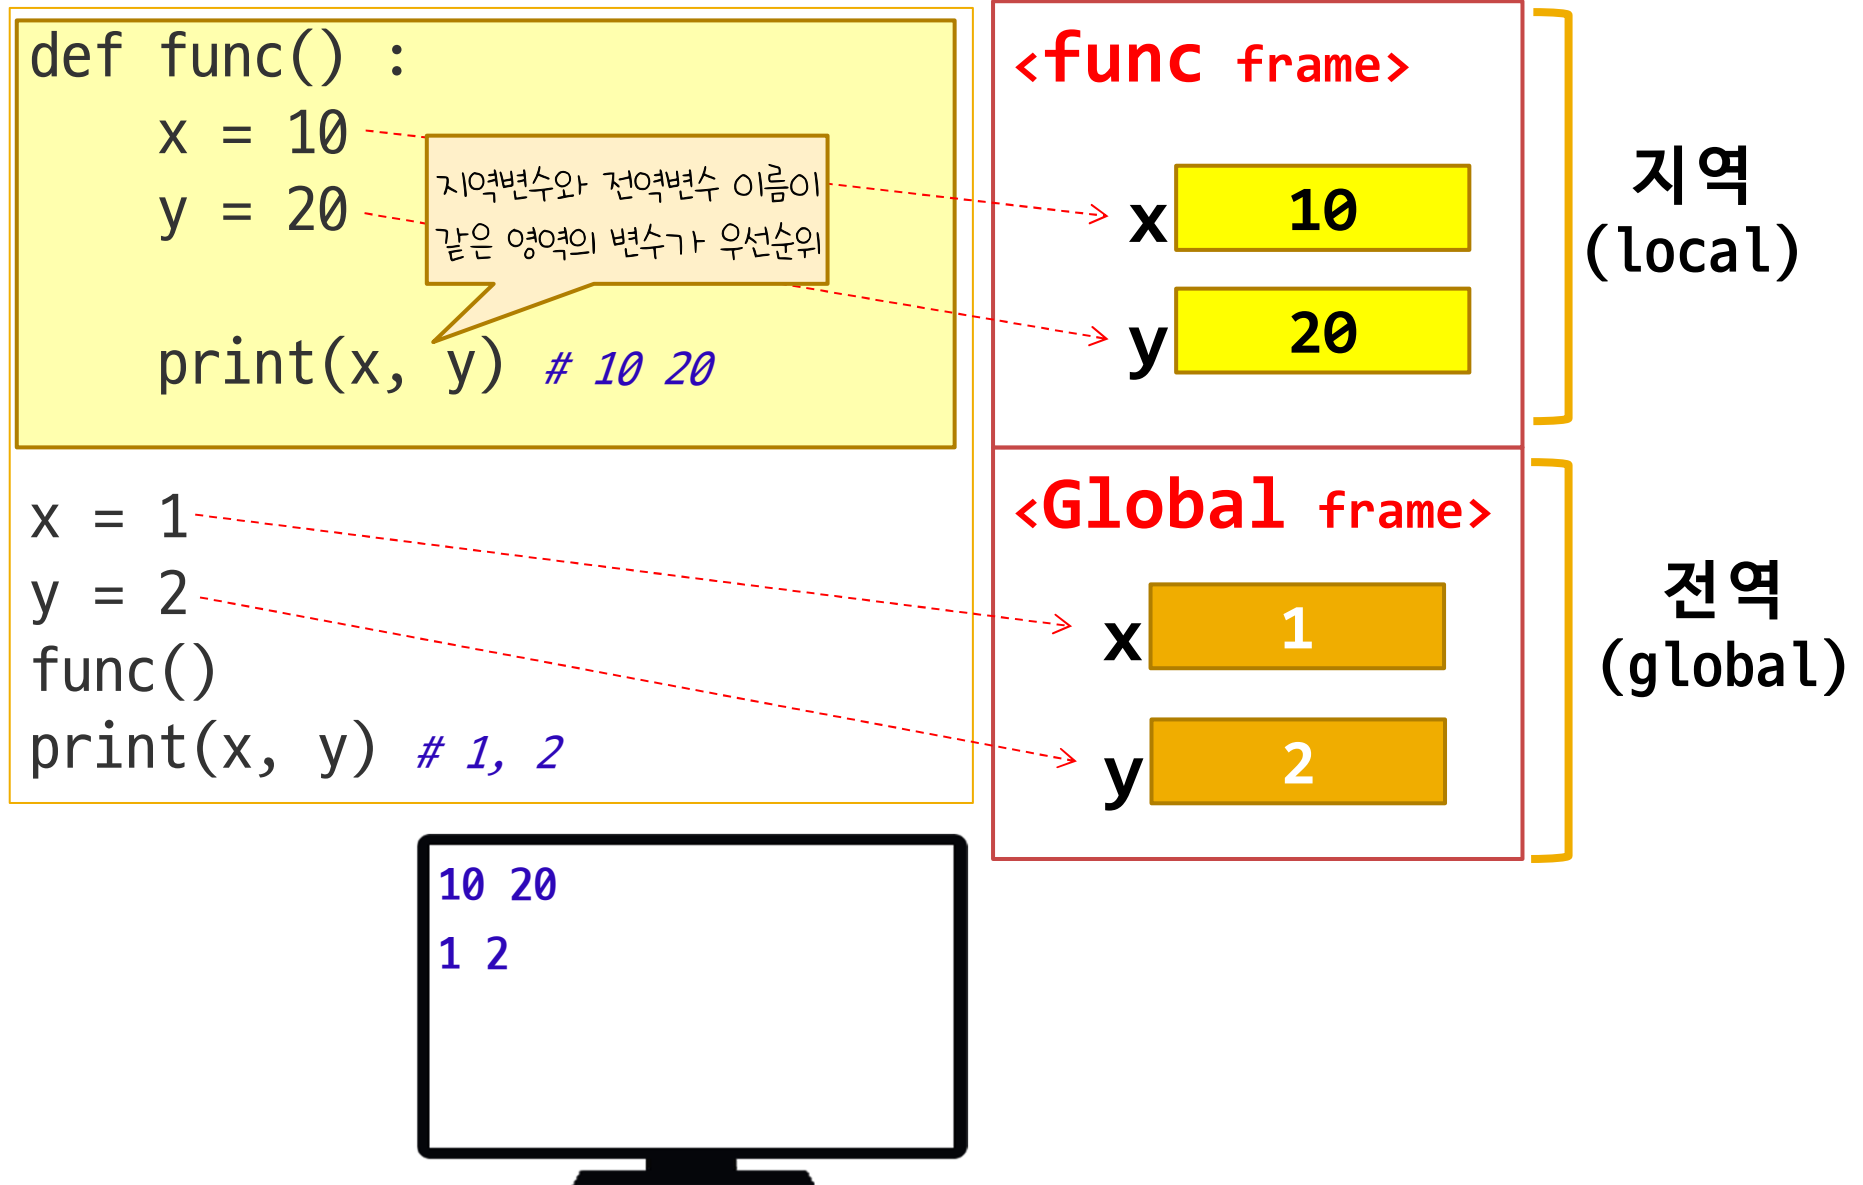 def func() :
x = 10
y = 20
지역변수와 전역변수 이름이
같은 영역의 변수가 우선순위
print(x, y) # 10 20
x = 1
y = 2
func()
print(x, y) # 1, 2
<func frame>
x 10
y 20
지역
(local)
<Global frame>
x 1
y 2
전역
(global)
10 20
1 2